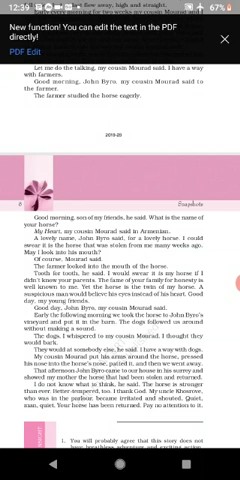 12:39
67%
New function! You can edit the text in the PDF
directly!
PDF Edit
Let me do the talking, my cousin Mourad said. I have a way
with farmers.
Good morning, John Byro, my cousin Mourad said to
the farmer.
The farmer studied the horse eagerly.
2019-20
8
Snapshots
Good morning, son of my friends, he said. What is the name of
your horse?
My Heart, my cousin Mourad said in Armenian.
A lovely name, John Byro said, for a lovely horse. I could
swear it is the horse that was stolen from me many weeks ago.
May I look into his mouth?
Of course, Mourad said.
The farmer looked into the mouth of the horse.
Tooth for tooth, he said. I would swear it is my horse if I
didn't know your parents. The fame of your family for honesty is
well known to me. Yet the horse is the twin of my horse. A
suspicious man would believe his eyes instead of his heart. Good
day, my young friends.
Good day, John Byro, my cousin Mourad said.
Early the following morning we took the horse to John Byro's
vineyard and put it in the barn. The dogs followed us around
without making a sound.
The dogs, I whispered to my cousin Mourad. I thought they
would bark.
They would at somebody else, he said. I have a way with dogs.
My cousin Mourad put his arms around the horse, pressed
his nose into the horse's nose, patted it, and then we went away.
That afternoon John Byro came to our house in his surrey and
showed my mother the horse that had been stolen and returned.
I do not know what to think, he said. The horse is stronger
than ever. Better-tempered, too. I thank God. My uncle Khosrove,
who was in the parlour, became irritated and shouted, Quiet,
man, quiet. Your horse has been returned. Pay no attention to it.
1. You will probably agree that this story does not
have breathless adventure and exciting action.